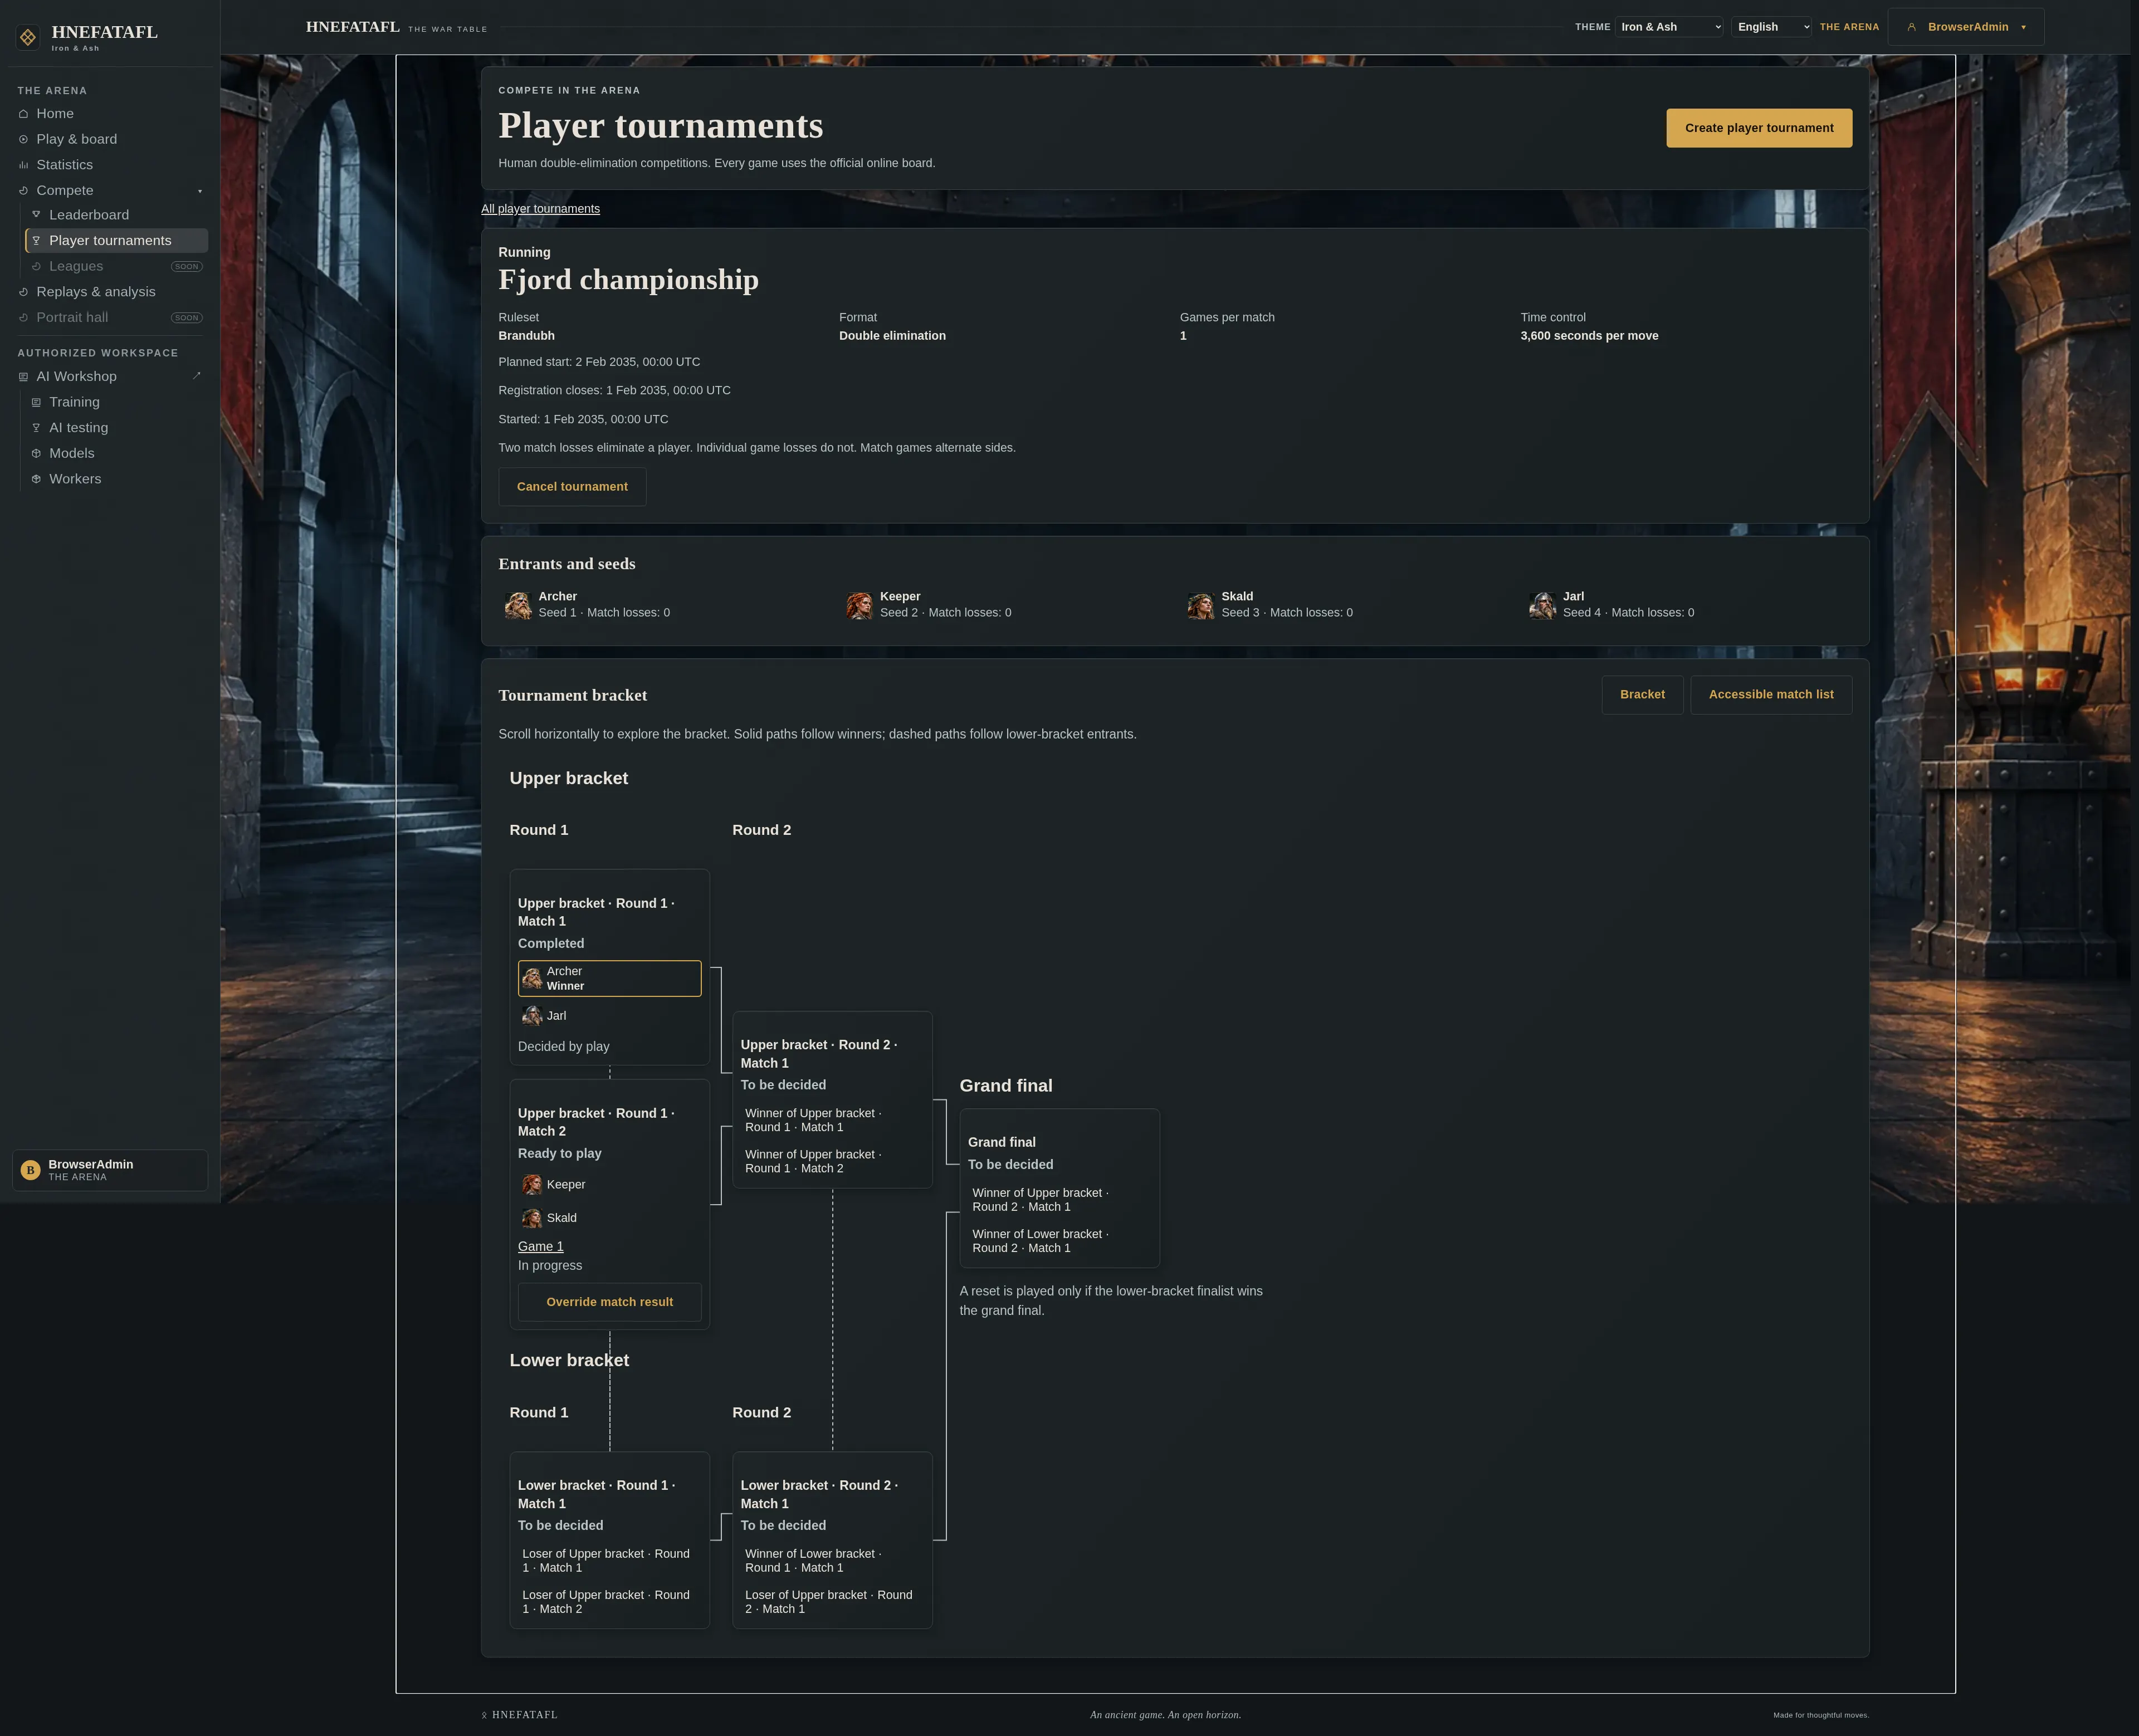 HNEFATAFL
Iron & Ash
THE ARENA
Home
Play & board
Statistics
Compete
Leaderboard
Player tournaments
Leagues SOON
Replays & analysis
Portrait hall SOON
AUTHORIZED WORKSPACE
AI Workshop
Training
AI testing
Models
Workers
B BrowserAdmin
THE ARENA
HNEFATAFL THE WAR TABLE
THEME Iron & Ash English THE ARENA BrowserAdmin
COMPETE IN THE ARENA
Player tournaments
Human double-elimination competitions. Every game uses the official online board.
Create player tournament
All player tournaments
Running
Fjord championship
Ruleset Format Games per match Time control
Brandubh Double elimination 1 3,600 seconds per move
Planned start: 2 Feb 2035, 00:00 UTC
Registration closes: 1 Feb 2035, 00:00 UTC
Started: 1 Feb 2035, 00:00 UTC
Two match losses eliminate a player. Individual game losses do not. Match games alternate sides.
Cancel tournament
Entrants and seeds
Archer
Seed 1 · Match losses: 0
Keeper
Seed 2 · Match losses: 0
Skald
Seed 3 · Match losses: 0
Jarl
Seed 4 · Match losses: 0
Tournament bracket
Bracket Accessible match list
Scroll horizontally to explore the bracket. Solid paths follow winners; dashed paths follow lower-bracket entrants.
Upper bracket
Round 1
Round 2
Upper bracket · Round 1 ·
Match 1
Completed
Archer
Winner
Jarl
Decided by play
Upper bracket · Round 1 ·
Match 2
Ready to play
Keeper
Skald
Game 1
In progress
Override match result
Upper bracket · Round 2 ·
Match 1
To be decided
Winner of Upper bracket ·
Round 1 · Match 1
Winner of Upper bracket ·
Round 1 · Match 2
Grand final
Grand final
To be decided
Winner of Upper bracket ·
Round 2 · Match 1
Winner of Lower bracket ·
Round 2 · Match 1
A reset is played only if the lower-bracket finalist wins
the grand final.
Lower bracket
Round 1
Round 2
Lower bracket · Round 1 ·
Match 1
To be decided
Loser of Upper bracket · Round
1 · Match 1
Loser of Upper bracket · Round
1 · Match 2
Lower bracket · Round 2 ·
Match 1
To be decided
Winner of Lower bracket ·
Round 1 · Match 1
Loser of Upper bracket · Round
2 · Match 1
HNEFATAFL
An ancient game. An open horizon.
Made for thoughtful moves.